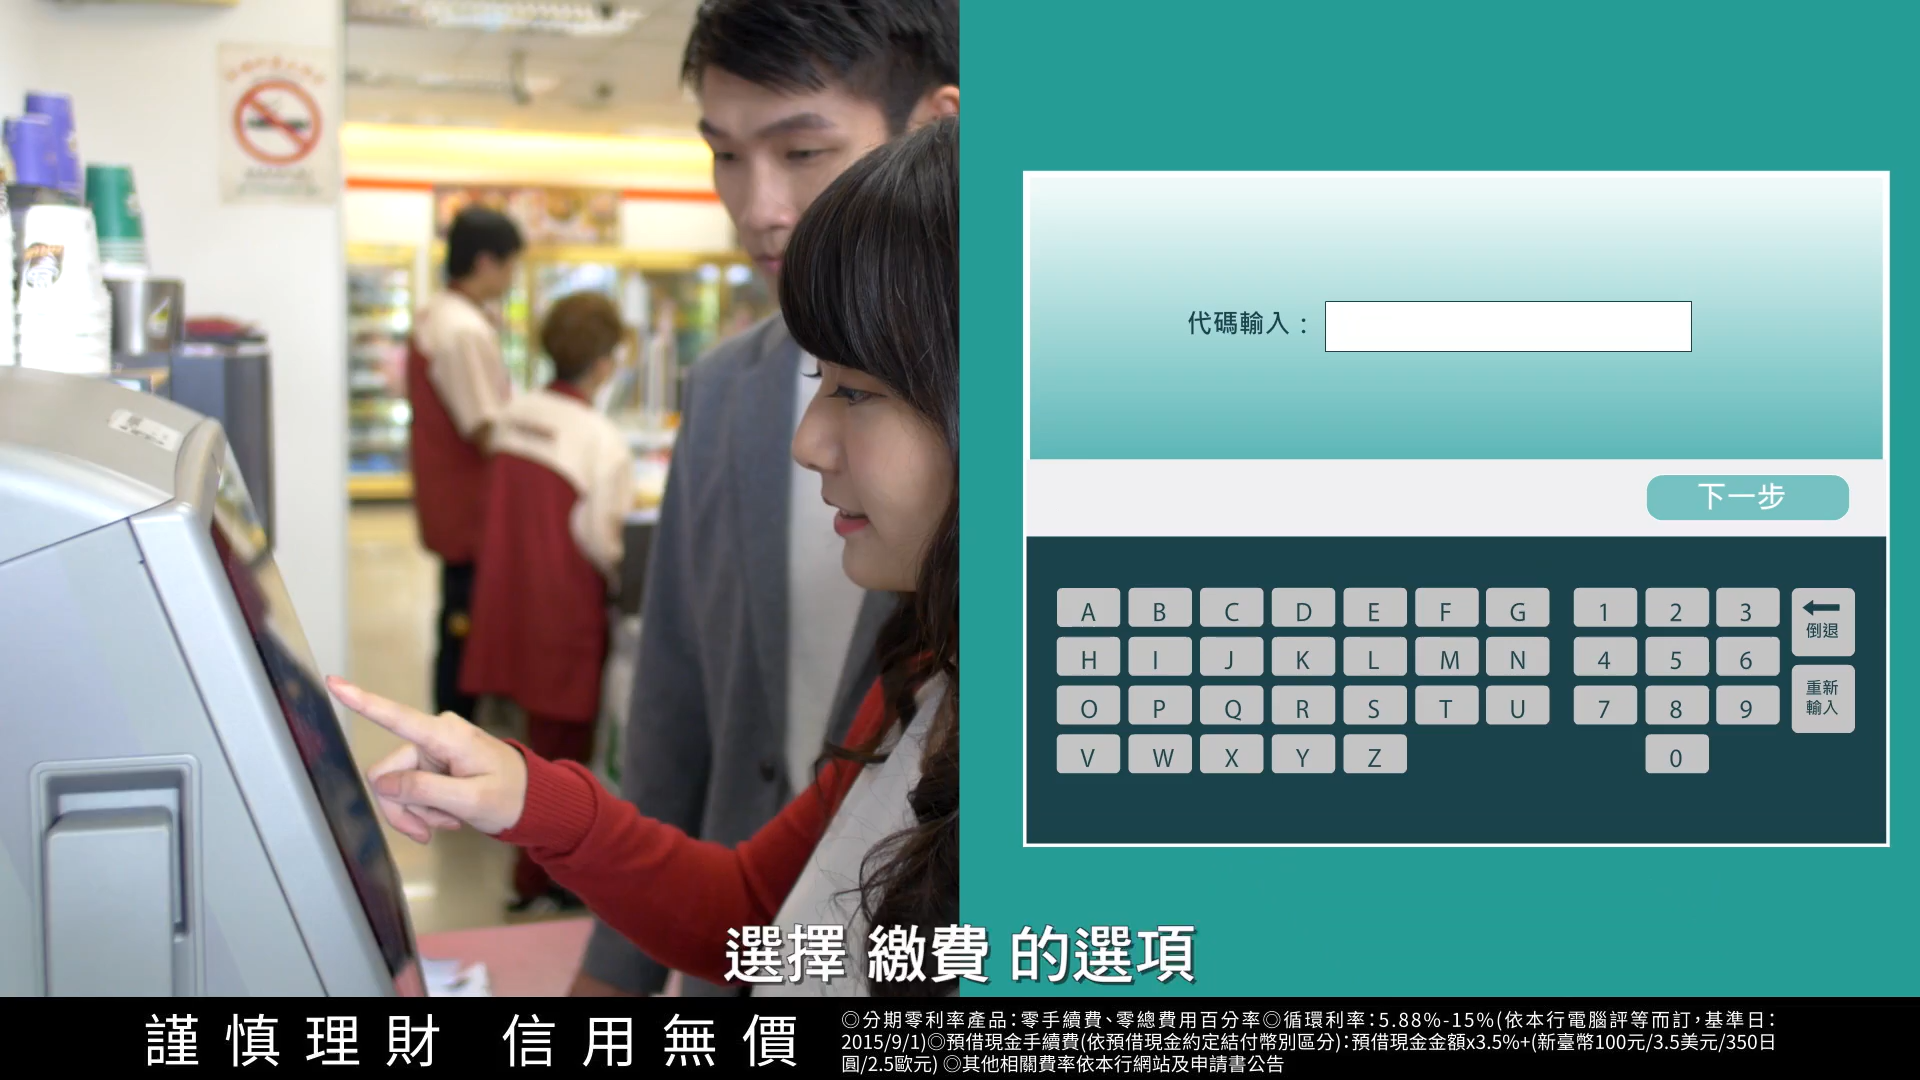 代碼輸入：
下一步
A B C D E F G 1 2 3 倒退
H I J K L M N 4 5 6
O P Q R S T U 7 8 9 重新
輸入
V W X Y Z 0
選擇 繳費 的選項
謹慎理財 信用無價
◎分期零利率產品：零手續費、零總費用百分率◎循環利率：5.88%-15%(依本行電腦評等而訂，基準日：
2015/9/1)◎預借現金手續費(依預借現金約定結付幣別區分)：預借現金金額x3.5%+(新臺幣100元/3.5美元/350日
圓/2.5歐元) ◎其他相關費率依本行網站及申請書公告